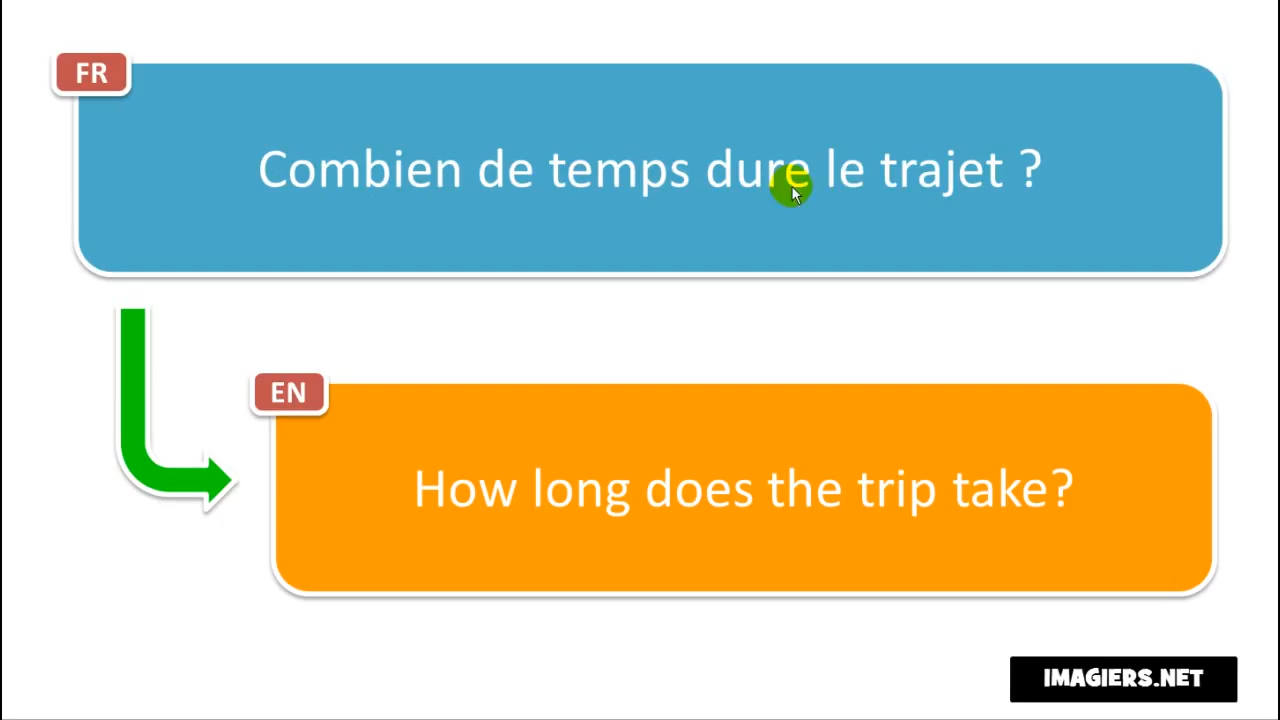 FR
Combien de temps dure le trajet ?
EN
How long does the trip take?
IMAGIERS.NET